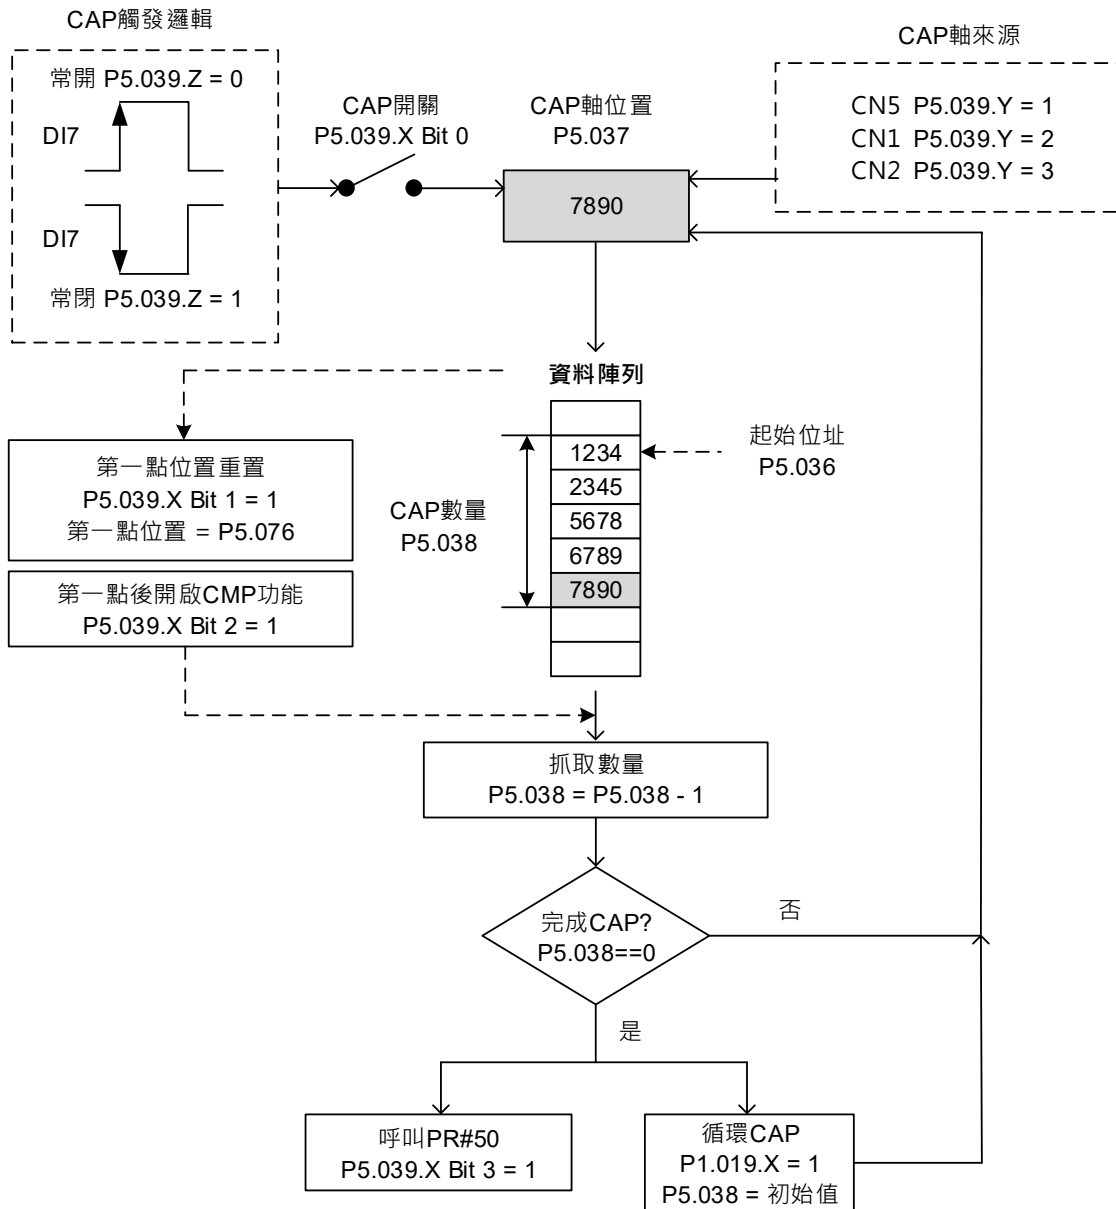 CAP觸發邏輯
常開 P5.039.Z = 0
DI7
DI7
常閉 P5.039.Z = 1
CAP開關
P5.039.X Bit 0
CAP軸位置
P5.037
7890
CAP軸來源
CN5 P5.039.Y = 1
CN1 P5.039.Y = 2
CN2 P5.039.Y = 3
資料陣列
1234
2345
5678
6789
7890
起始位址
P5.036
CAP數量
P5.038
第一點位置重置
P5.039.X Bit 1 = 1
第一點位置 = P5.076
第一點後開啟CMP功能
P5.039.X Bit 2 = 1
抓取數量
P5.038 = P5.038 - 1
完成CAP?
P5.038==0
否
是
呼叫PR#50
P5.039.X Bit 3 = 1
循環CAP
P1.019.X = 1
P5.038 = 初始值